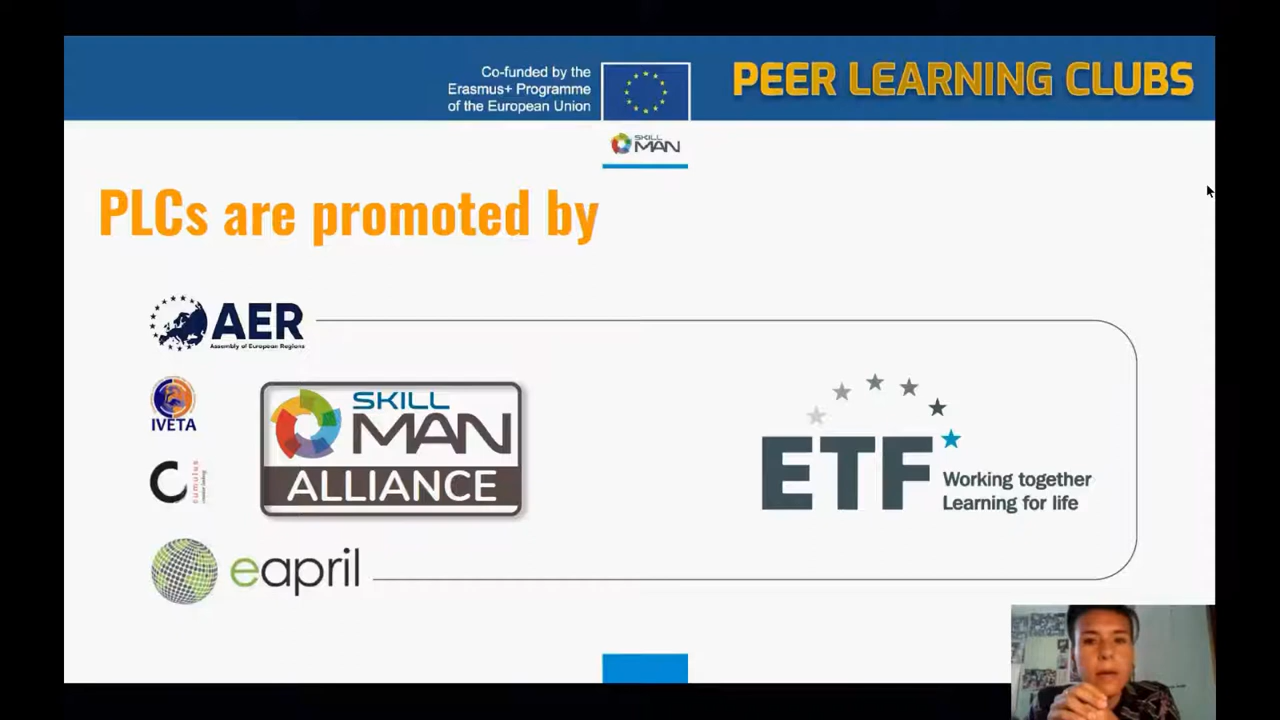 Co-funded by the
Erasmus+ Programme
of the European Union
PEER LEARNING CLUBS
SKILL
MAN
PLCs are promoted by
AER
Assembly of European Regions
IVETA
cumulus
SKILL
MAN
ALLIANCE
ETF
Working together
Learning for life
eapril